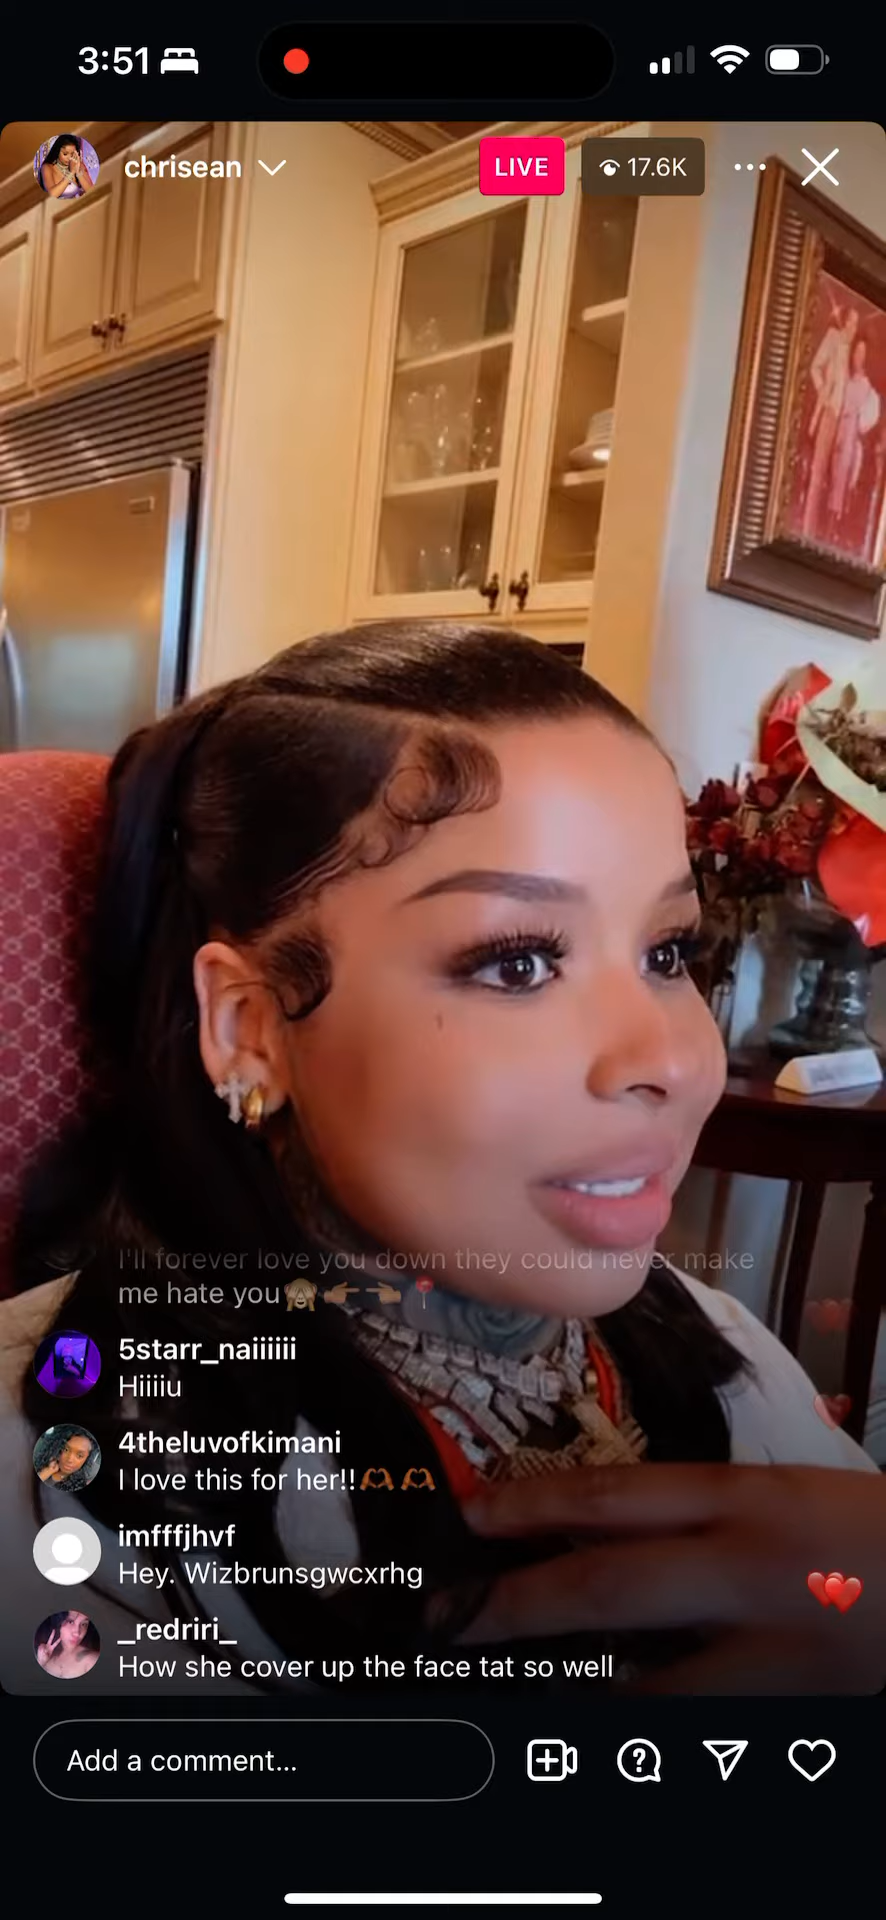 3:51
chrisean
LIVE
17.6K
I'll forever love you down they could never make
me hate you🙈👉🏽👈🏽📍
5starr_naiiiiii
Hiiiiu
4theluvofkimani
I love this for her!!🫶🏾🫶🏾
imfffjhvf
Hey. Wizbrunsgwcxrhg
_redriri_
How she cover up the face tat so well
Add a comment...